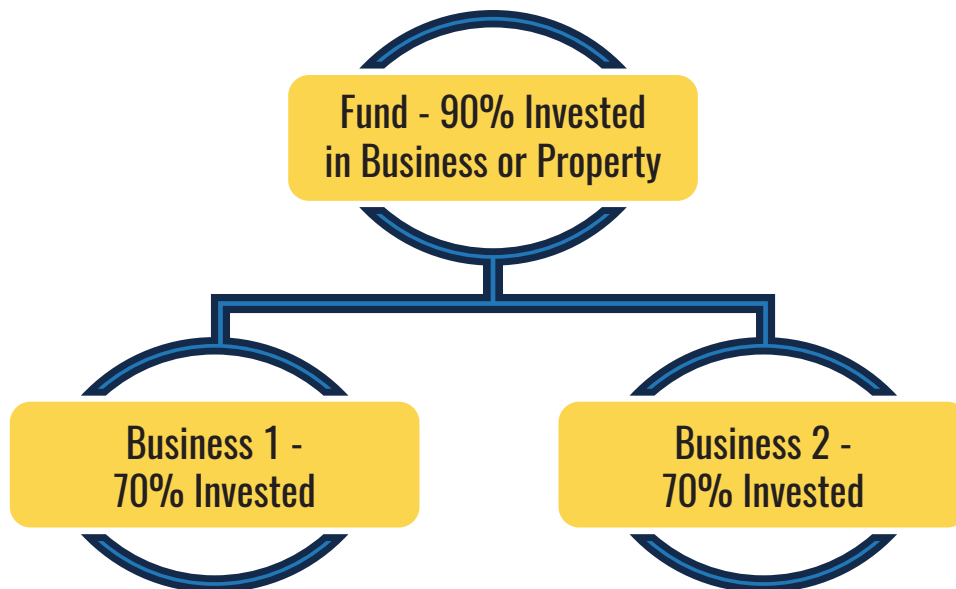 Fund - 90% Invested
in Business or Property
Business 1 -
70% Invested
Business 2 -
70% Invested